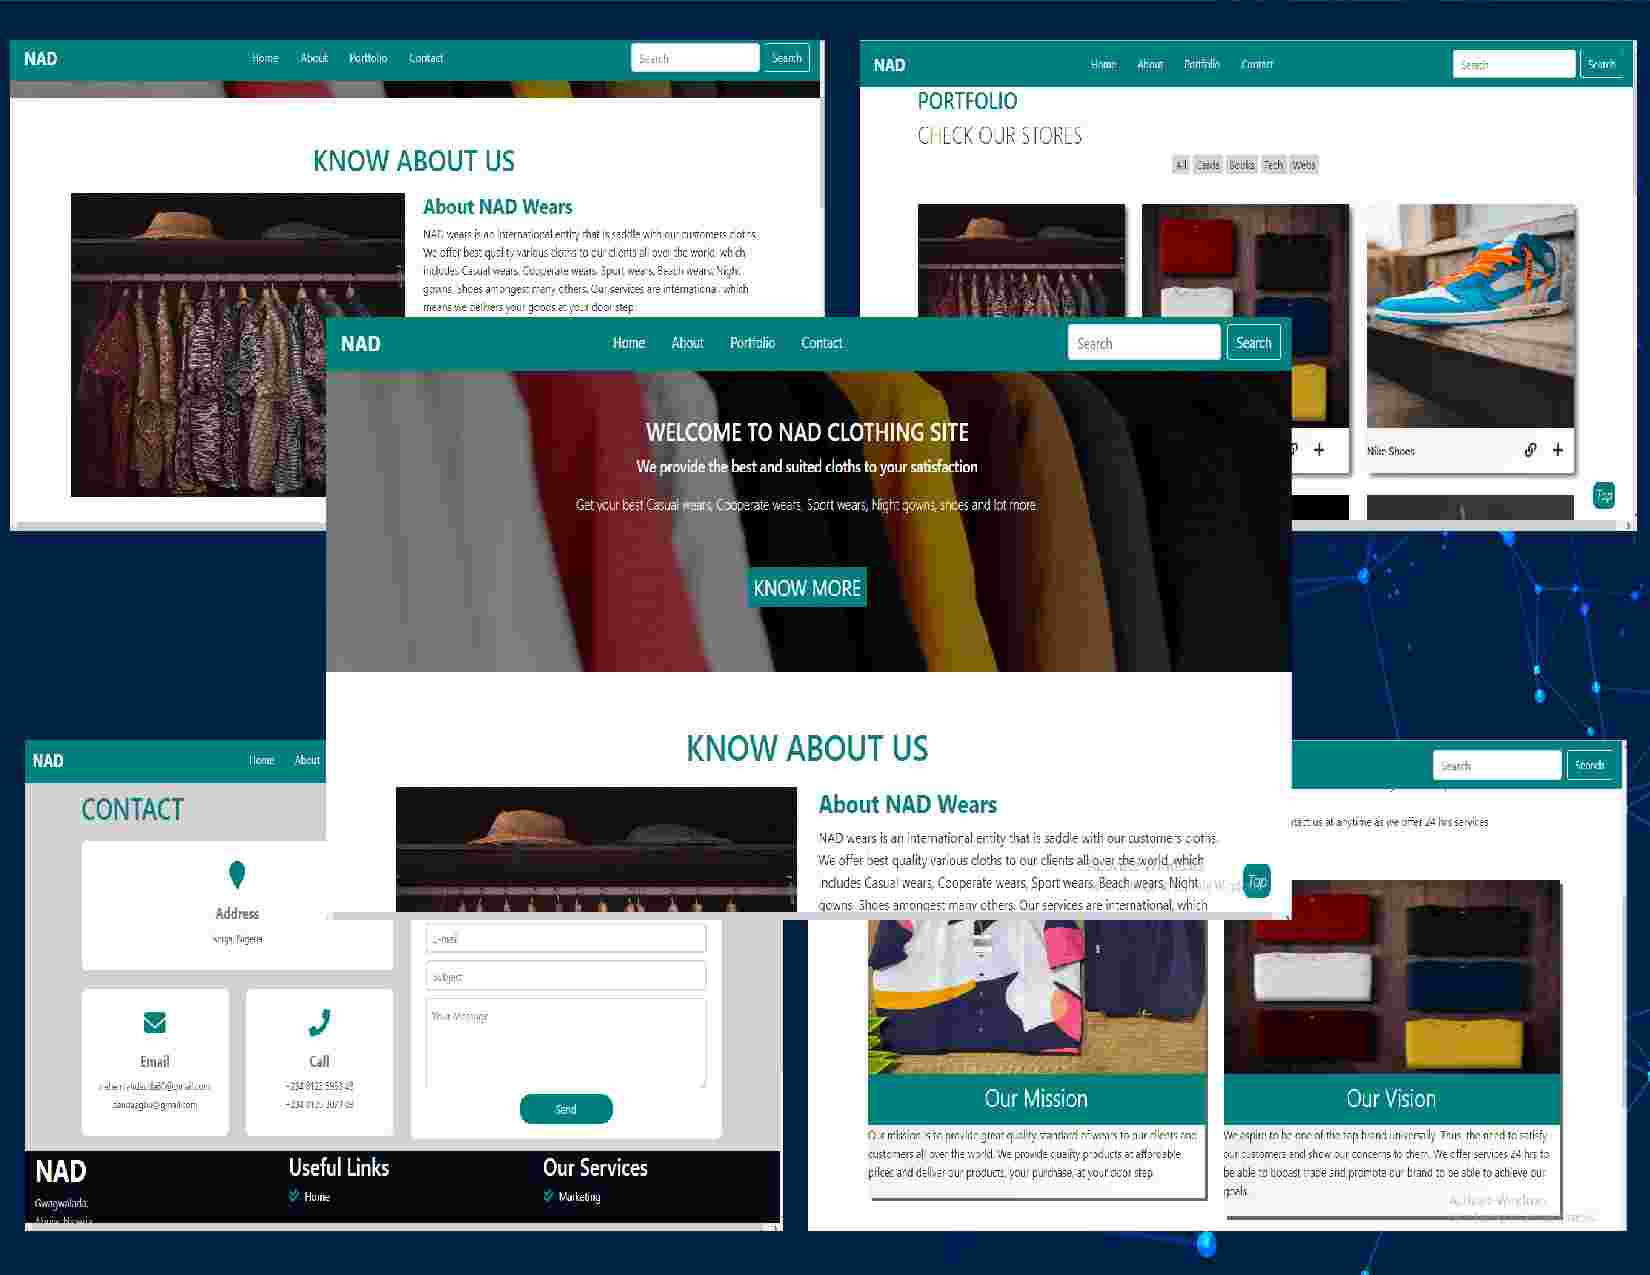 NAD
Home About Portfolio Contact
Search Search
KNOW ABOUT US
About NAD Wears
NAD wears is an International entity that is saddle with our customers cloths.
We offer best quality various cloths to our clients all over the world, which
includes Casual wears, Cooperate wears, Sport wears, Beach wears, Night
gowns, Shoes amongest many others. Our services are international, which
means we delivers your goods at your door step.
NAD
Home About Portfolio Contact
Search Search
PORTFOLIO
CHECK OUR STORES
All Cards Books Tech Webs
Nike Shoes
Top
NAD
Home About Portfolio Contact
Search Search
WELCOME TO NAD CLOTHING SITE
We provide the best and suited cloths to your satisfaction
Get your best Casual wears, Cooperate wears, Sport wears, Night gowns, shoes and lot more.
KNOW MORE
KNOW ABOUT US
About NAD Wears
NAD wears is an international entity that is saddle with our customers cloths.
We offer best quality various cloths to our clients all over the world, which
includes Casual wears, Cooperate wears, Sport wears, Beach wears, Night
gowns, Shoes amongest many others. Our services are international, which
Top
NAD
Home About
CONTACT
Address
Email
Call
E-mail
Subject
Your Message
Send
NAD
Gwagwalada,
Abuja, Nigeria
Useful Links
Home
Our Services
Marketing
Search Search
us at anytime as we offer 24 hrs services
Our Mission
Our mission is to provide great quality standard of wears to our clients and
customers all over the world. We provide quality products at affordable
prices and deliver our products, your purchase, at your door step.
Our Vision
We aspire to be one of the top brand universally. Thus, the need to satisfy
our customers and show our concerns to them. We offer services 24 hrs to
be able to booast trade and promote our brand to be able to achieve our
goals.
Activate Windows